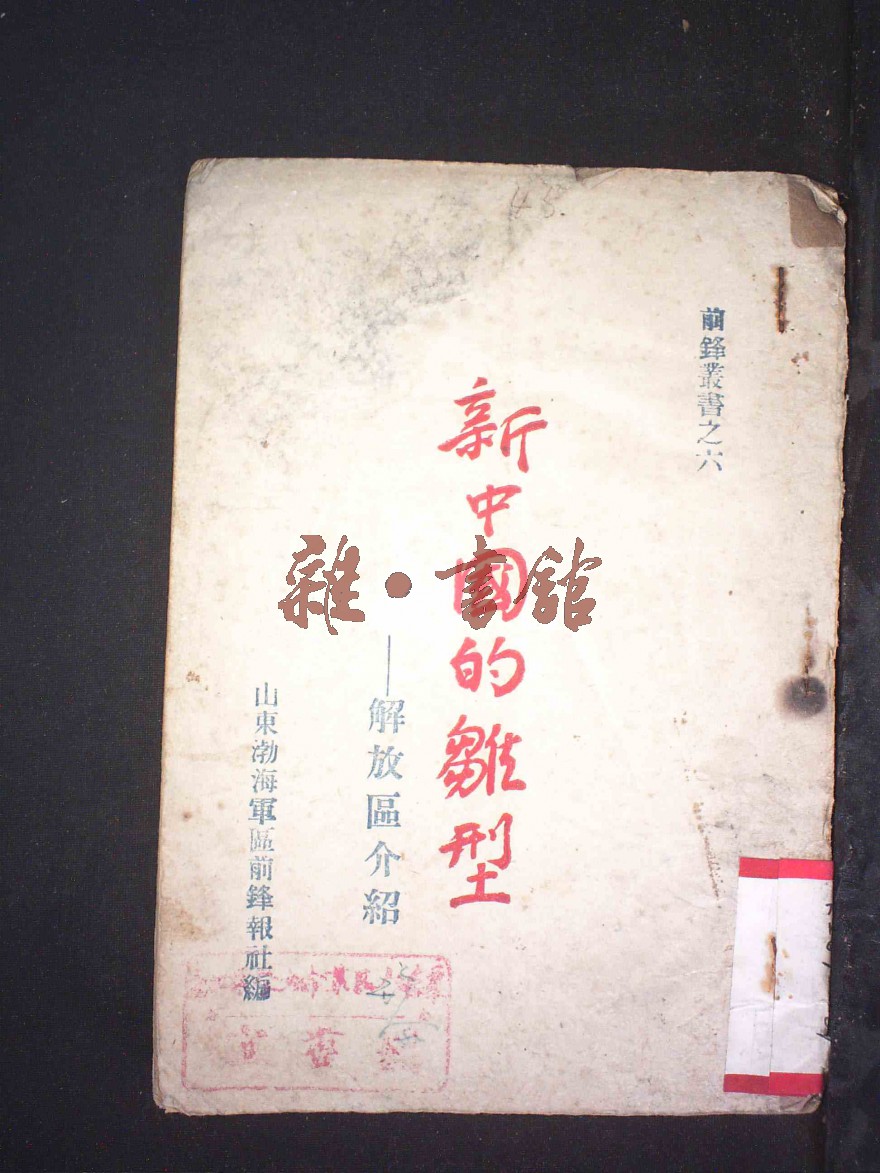 45
前鋒叢書之六
新中國的雛型
——解放區介紹
山東渤海軍區前鋒報社編
雜·書館